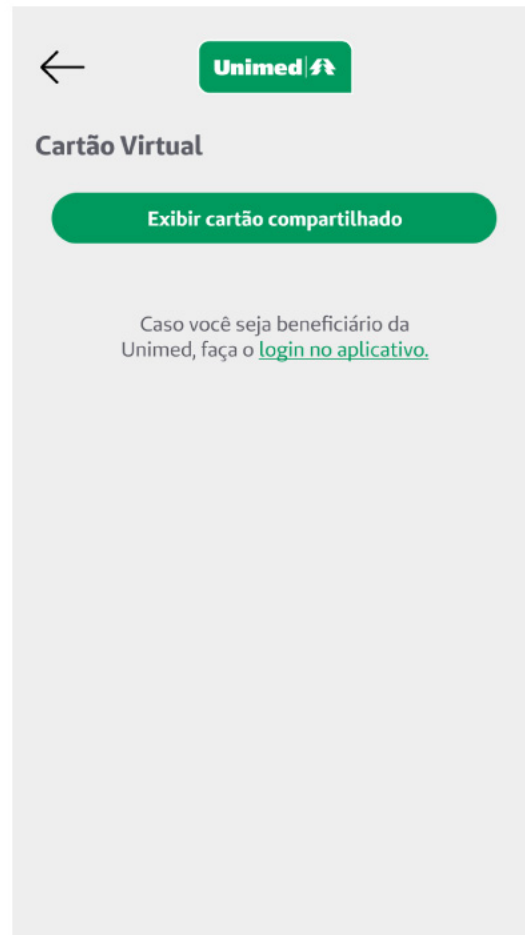 Unimed
Cartão Virtual
Exibir cartão compartilhado
Caso você seja beneficiário da
Unimed, faça o login no aplicativo.